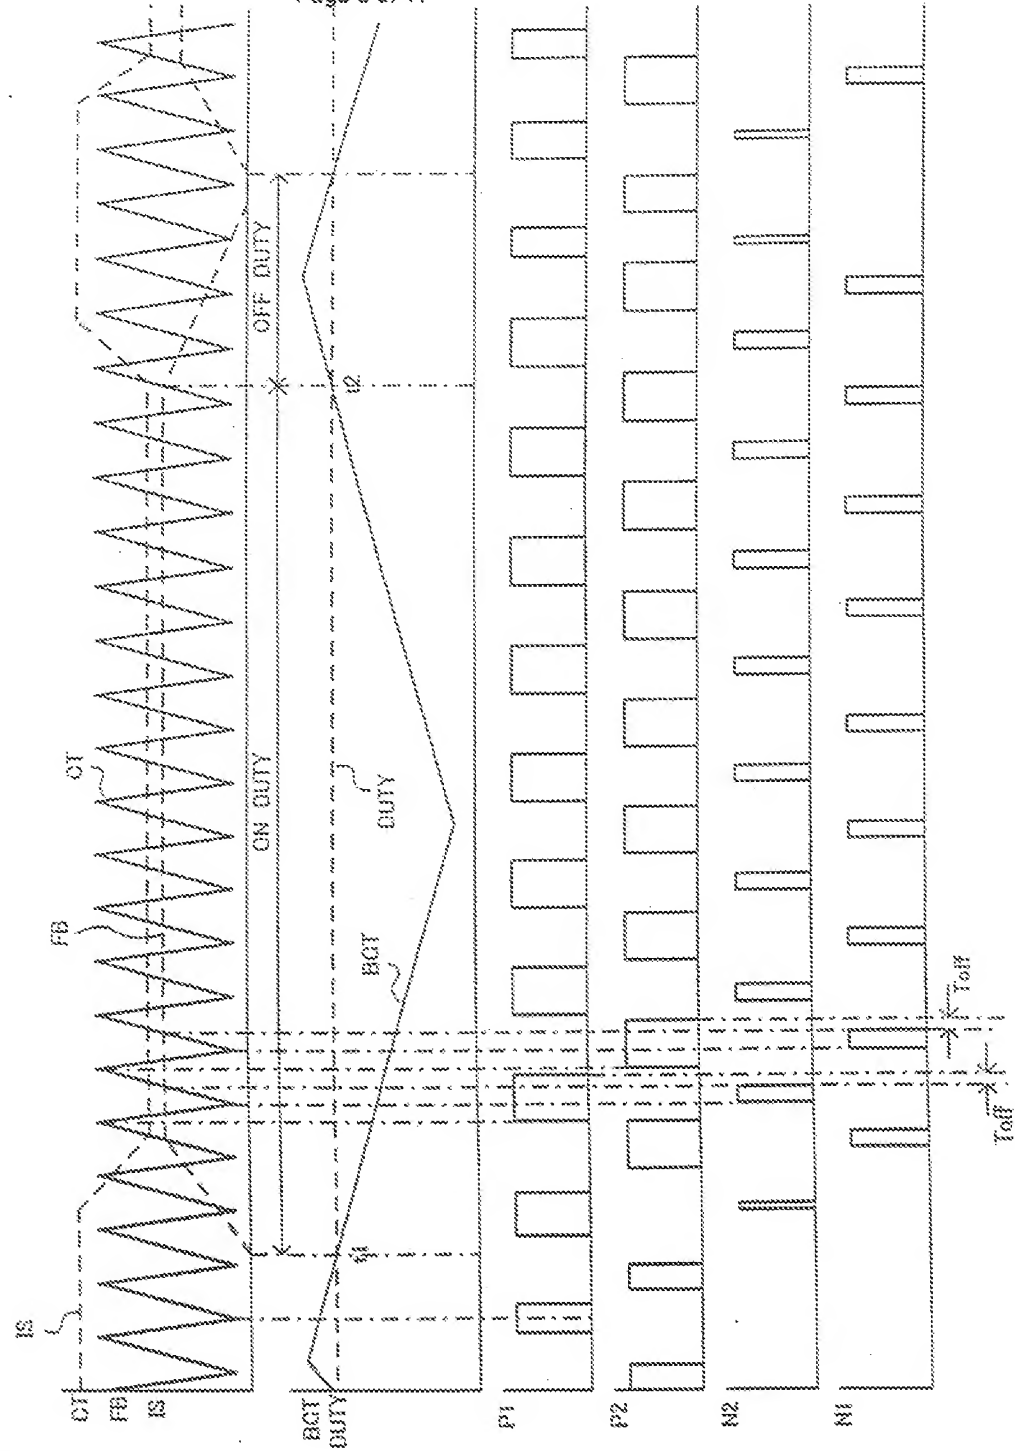 IS
CT
FB
IS
FB
CT
ON DUTY
OFF DUTY
BCT
DUTY
t1
BCT
DUTY
t2
P1
P2
N2
N1
Toff
Toff